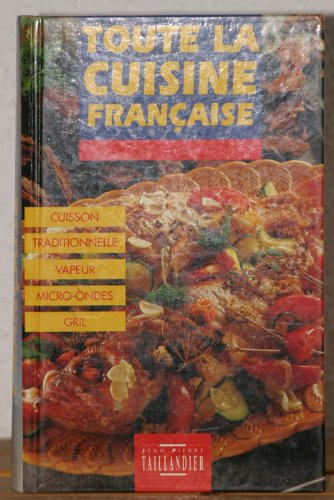 TOUTE LA
CUISINE
FRANÇAISE
CUISSON
TRADITIONNELLE
VAPEUR
MICRO-ONDES
GRIL
JEAN PIERRE
TAILLANDIER